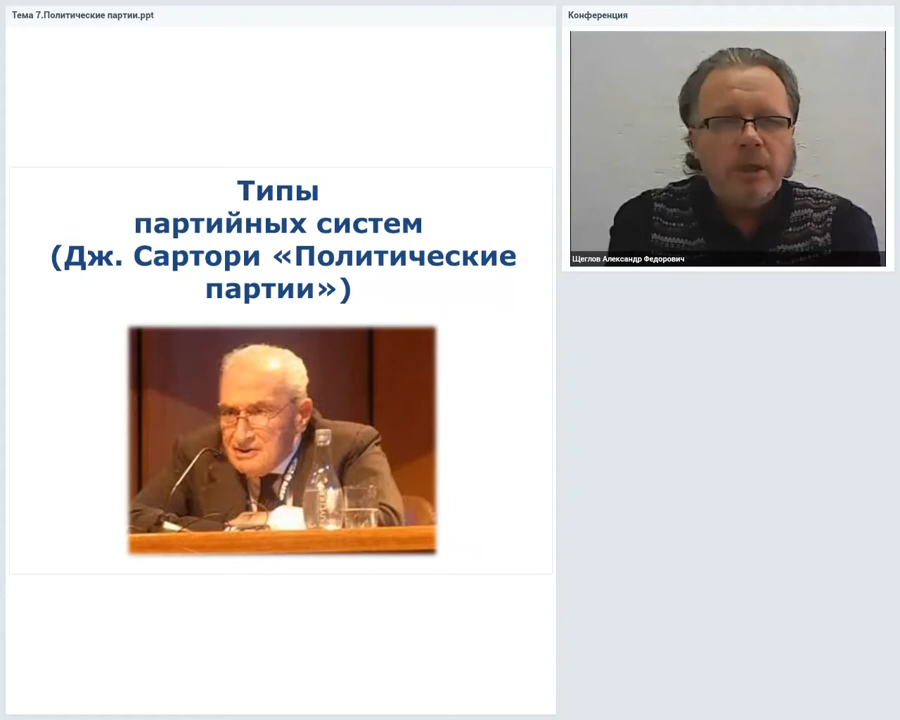 Тема 7.Политические партии.ppt
Конференция
Типы
партийных систем
(Дж. Сартори «Политические
партии»)
Щеглов Александр Федорович